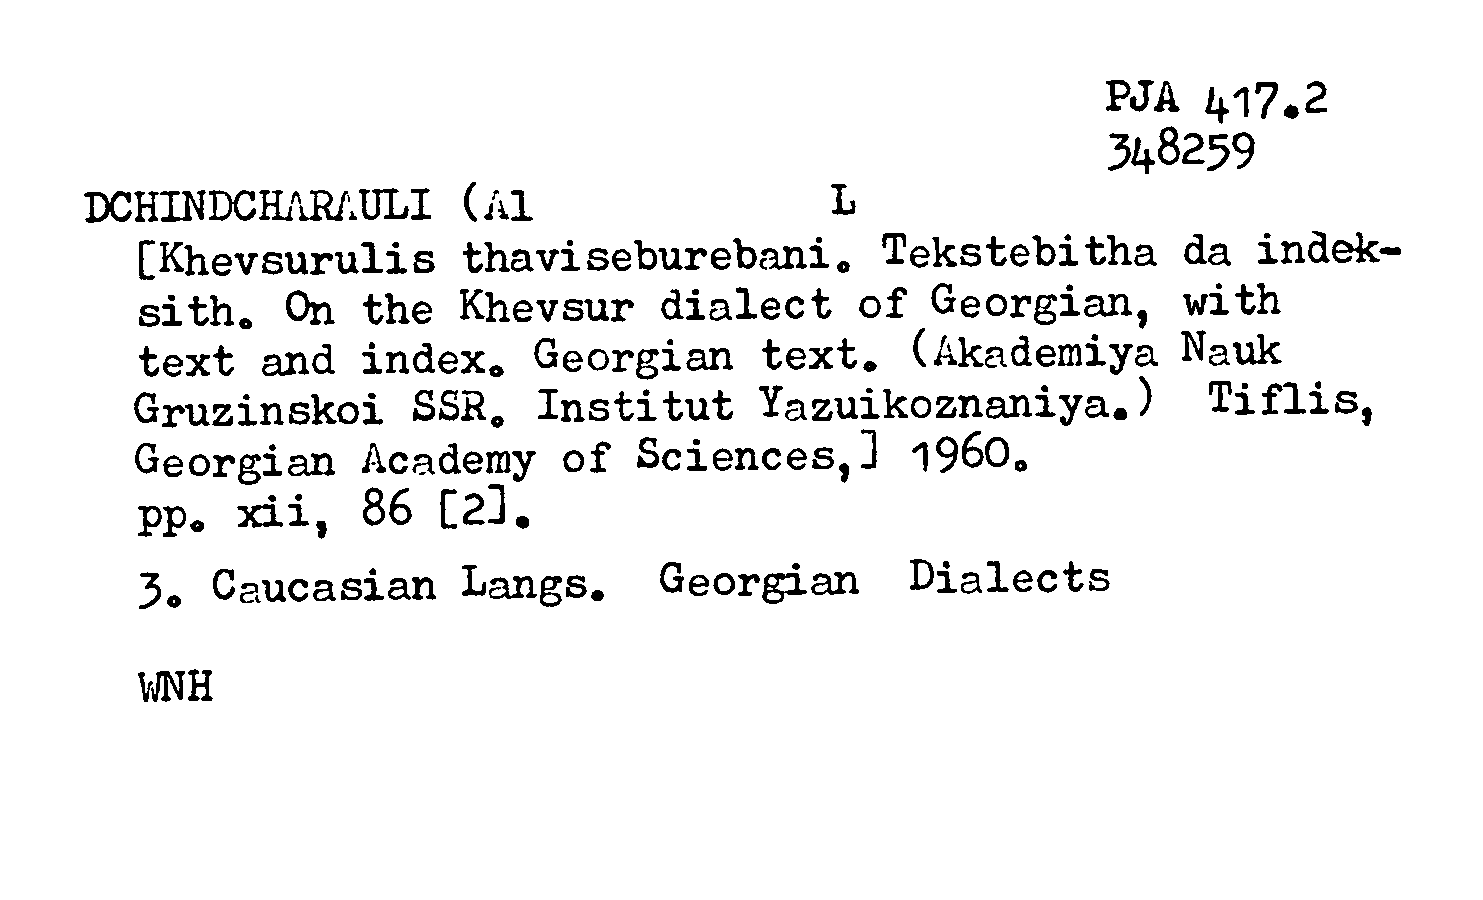 PJA 417.2
348259
DCHINDCHARAULI (Al L
[Khevsurulis thaviseburebani. Tekstebitha da indek-
sith. On the Khevsur dialect of Georgian, with
text and index. Georgian text. (Akademiya Nauk
Gruzinskoi SSR. Institut Yazuikoznaniya.) Tiflis,
Georgian Academy of Sciences,] 1960.
pp. xii, 86 [2].
3. Caucasian Langs. Georgian Dialects
WNH